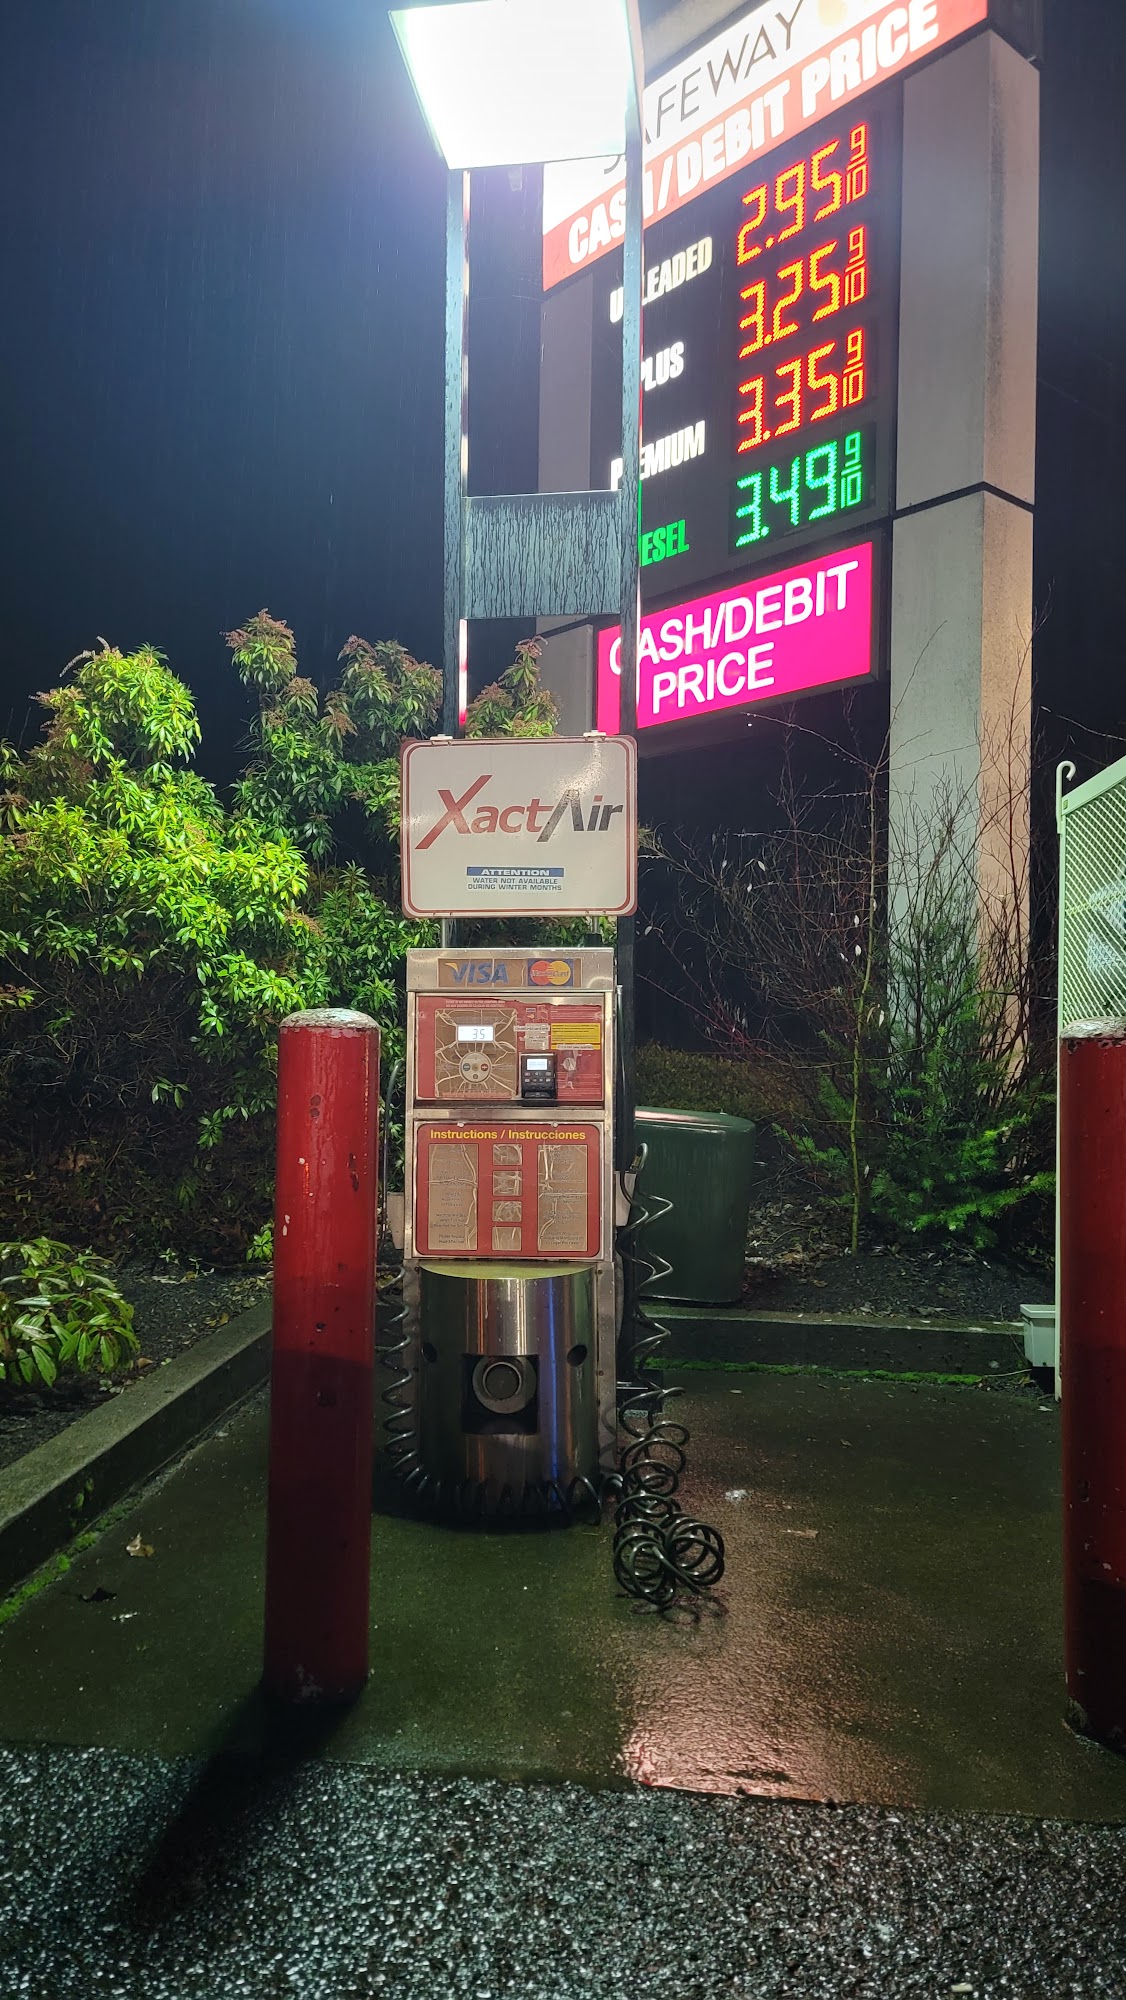 SAFEWAY
CASH/DEBIT PRICE
UNLEADED 2.95 9/10
PLUS 3.25 9/10
PREMIUM 3.35 9/10
DIESEL 3.49 9/10
CASH/DEBIT
PRICE
XactAir
ATTENTION
WATER NOT AVAILABLE
DURING WINTER MONTHS
VISA MasterCard
35
Instructions / Instrucciones